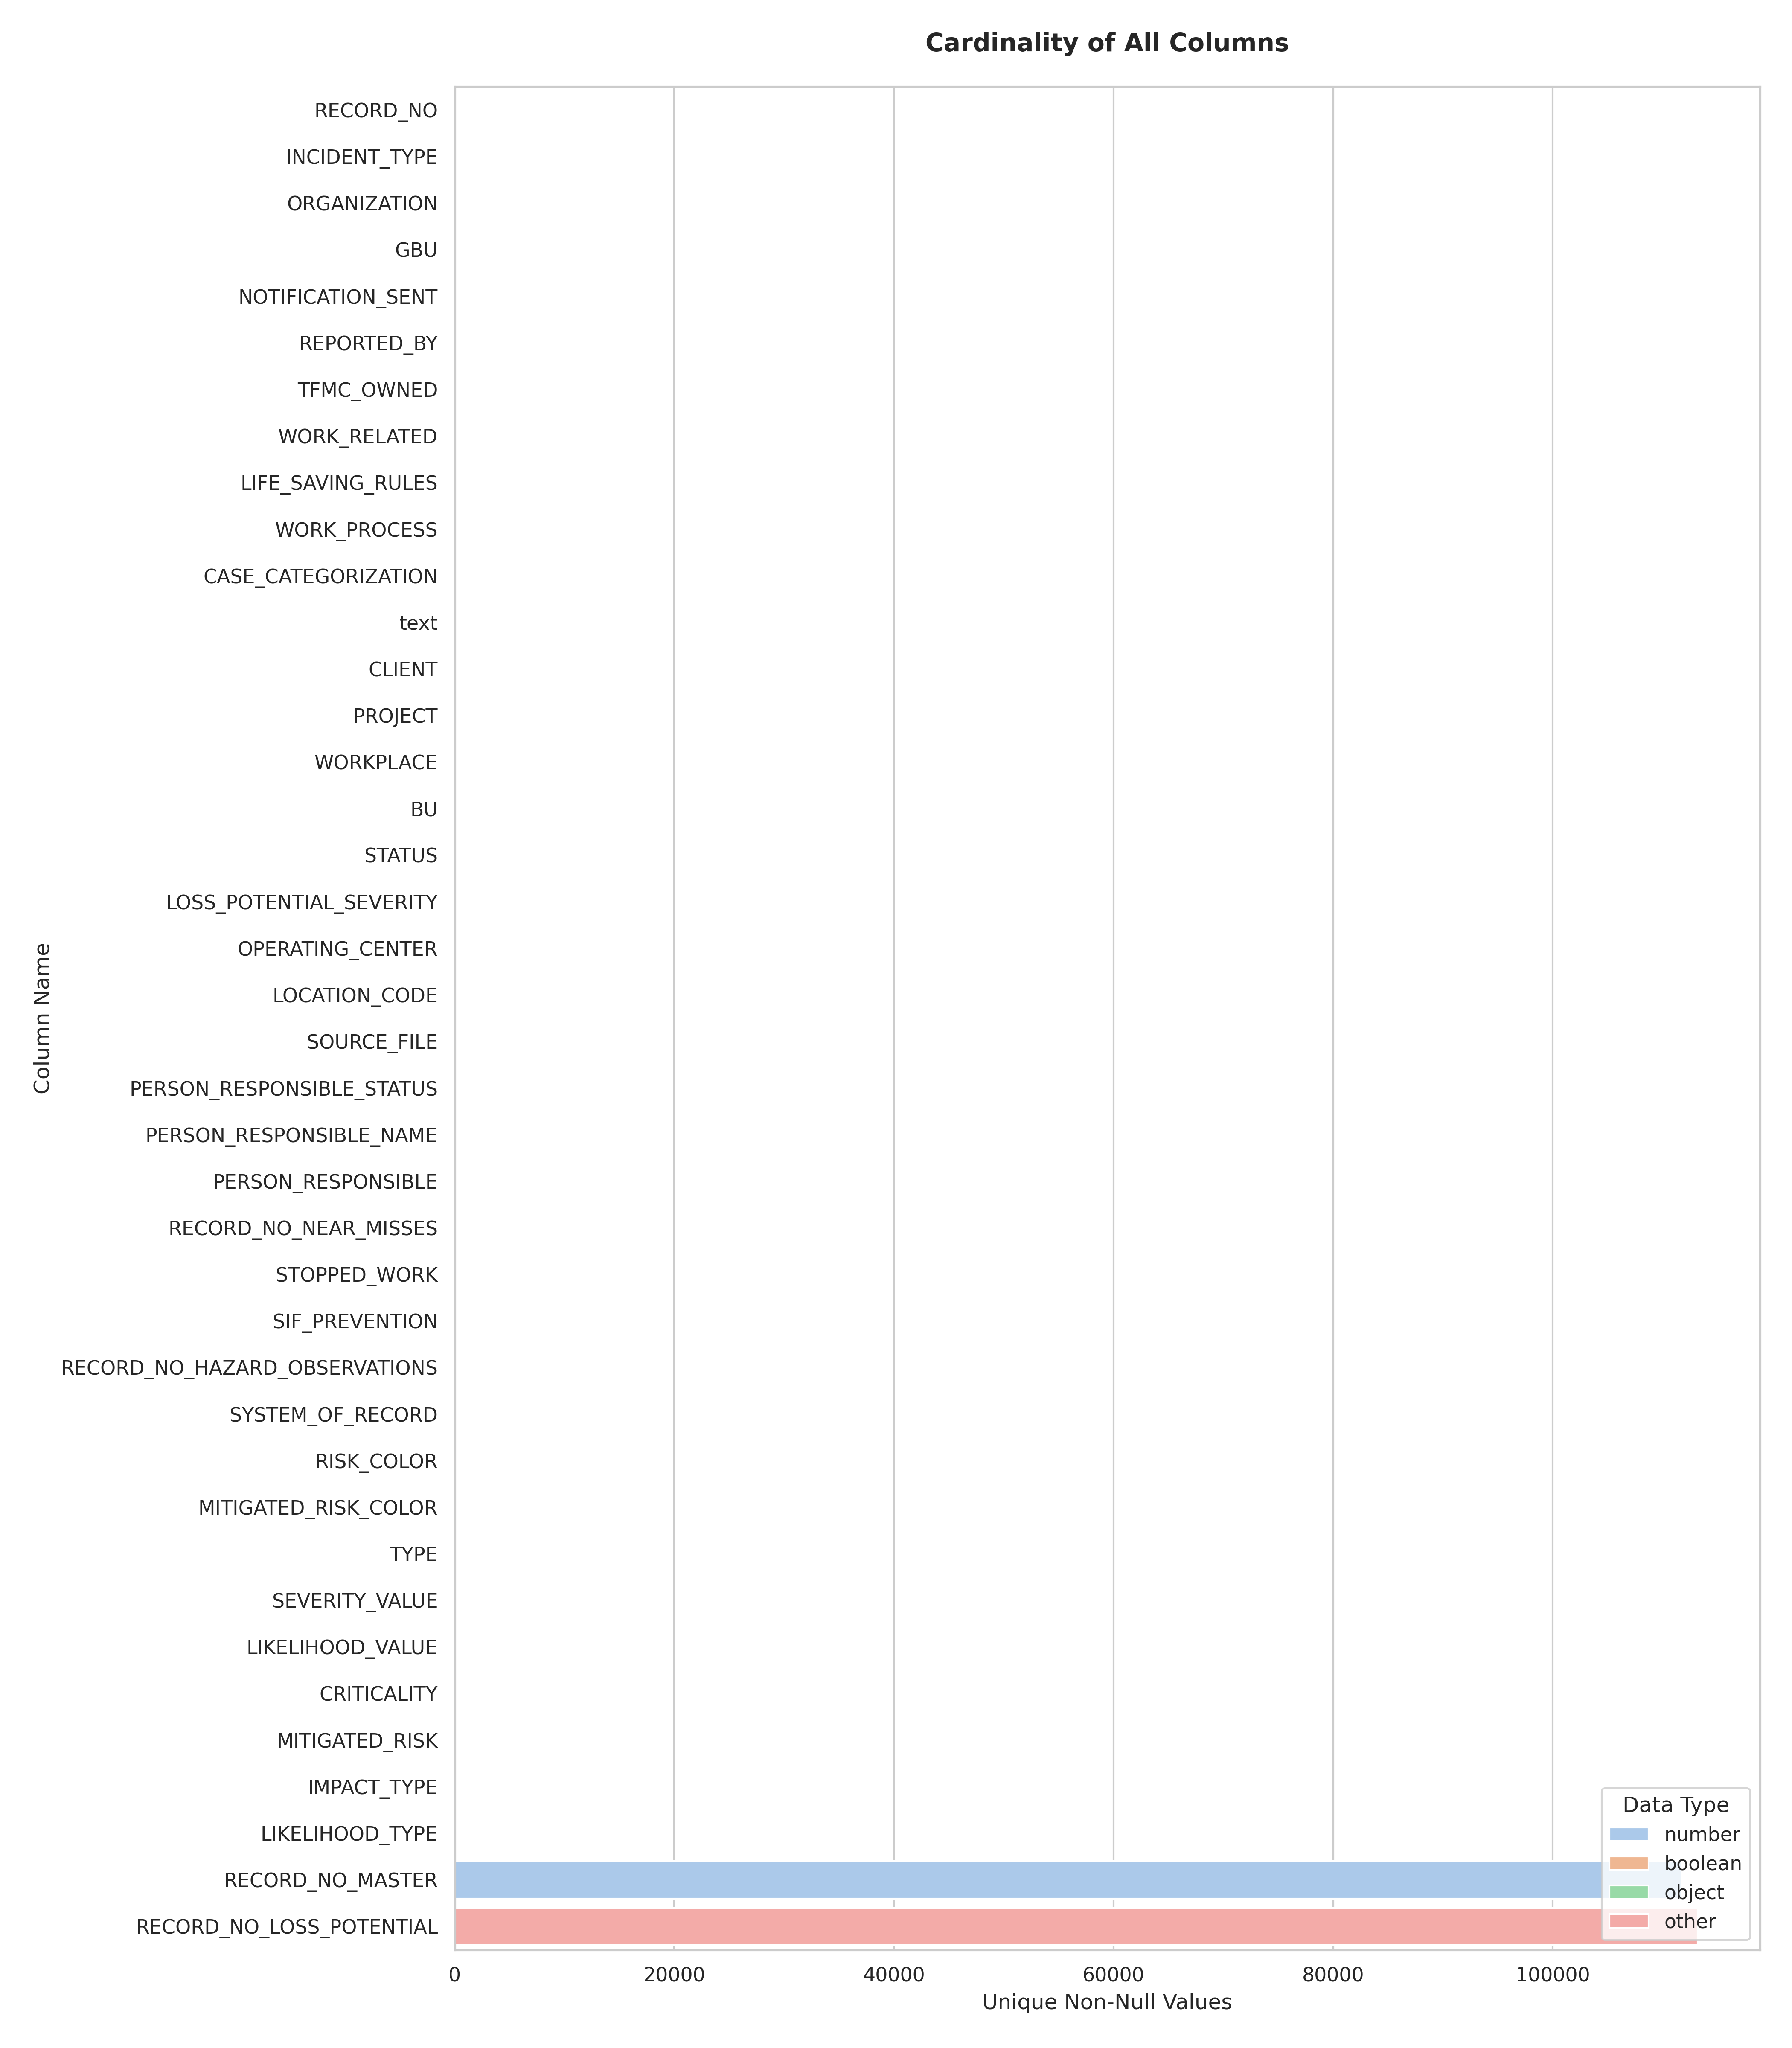 Cardinality of All Columns
RECORD_NO
INCIDENT_TYPE
ORGANIZATION
GBU
NOTIFICATION_SENT
REPORTED_BY
TFMC_OWNED
WORK_RELATED
LIFE_SAVING_RULES
WORK_PROCESS
CASE_CATEGORIZATION
text
CLIENT
PROJECT
WORKPLACE
BU
STATUS
LOSS_POTENTIAL_SEVERITY
OPERATING_CENTER
LOCATION_CODE
SOURCE_FILE
PERSON_RESPONSIBLE_STATUS
PERSON_RESPONSIBLE_NAME
PERSON_RESPONSIBLE
RECORD_NO_NEAR_MISSES
STOPPED_WORK
SIF_PREVENTION
RECORD_NO_HAZARD_OBSERVATIONS
SYSTEM_OF_RECORD
RISK_COLOR
MITIGATED_RISK_COLOR
TYPE
SEVERITY_VALUE
LIKELIHOOD_VALUE
CRITICALITY
MITIGATED_RISK
IMPACT_TYPE
LIKELIHOOD_TYPE
RECORD_NO_MASTER
RECORD_NO_LOSS_POTENTIAL
Column Name
Data Type
number
boolean
object
other
0 20000 40000 60000 80000 100000
Unique Non-Null Values